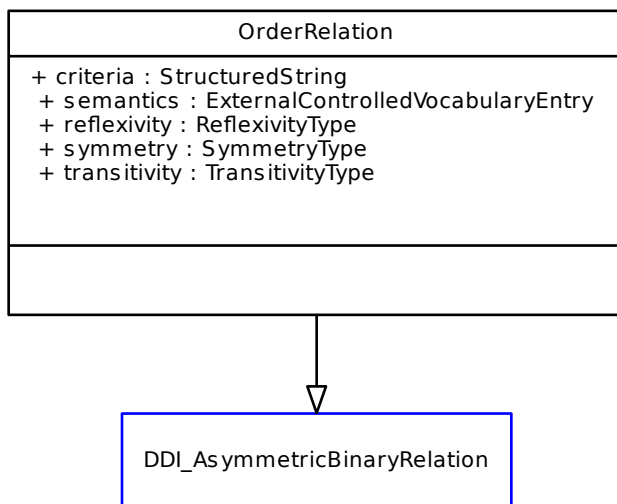 OrderRelation
+ criteria : StructuredString
+ semantics : ExternalControlledVocabularyEntry
+ reflexivity : ReflexivityType
+ symmetry : SymmetryType
+ transitivity : TransitivityType
DDI_AsymmetricBinaryRelation